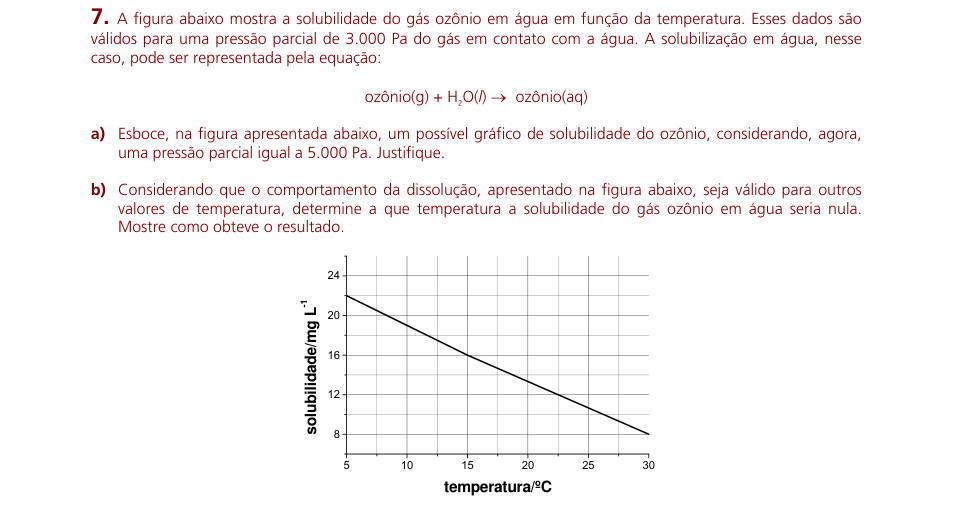 7. A figura abaixo mostra a solubilidade do gás ozônio em água em função da temperatura. Esses dados são
válidos para uma pressão parcial de 3.000 Pa do gás em contato com a água. A solubilização em água, nesse
caso, pode ser representada pela equação:
ozônio(g) + H₂O(l) → ozônio(aq)
a) Esboce, na figura apresentada abaixo, um possível gráfico de solubilidade do ozônio, considerando, agora,
uma pressão parcial igual a 5.000 Pa. Justifique.
b) Considerando que o comportamento da dissolução, apresentado na figura abaixo, seja válido para outros
valores de temperatura, determine a que temperatura a solubilidade do gás ozônio em água seria nula.
Mostre como obteve o resultado.
solubilidade/mg L⁻¹
24
20
16
12
8
5 10 15 20 25 30
temperatura/ºC